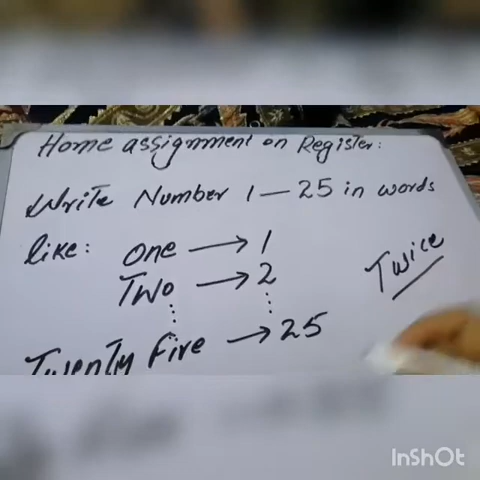 Home assignment on Register:
Write Number 1 — 25 in words
like: One → 1
Two → 2
Twice
Twenty Five → 25
InShOt